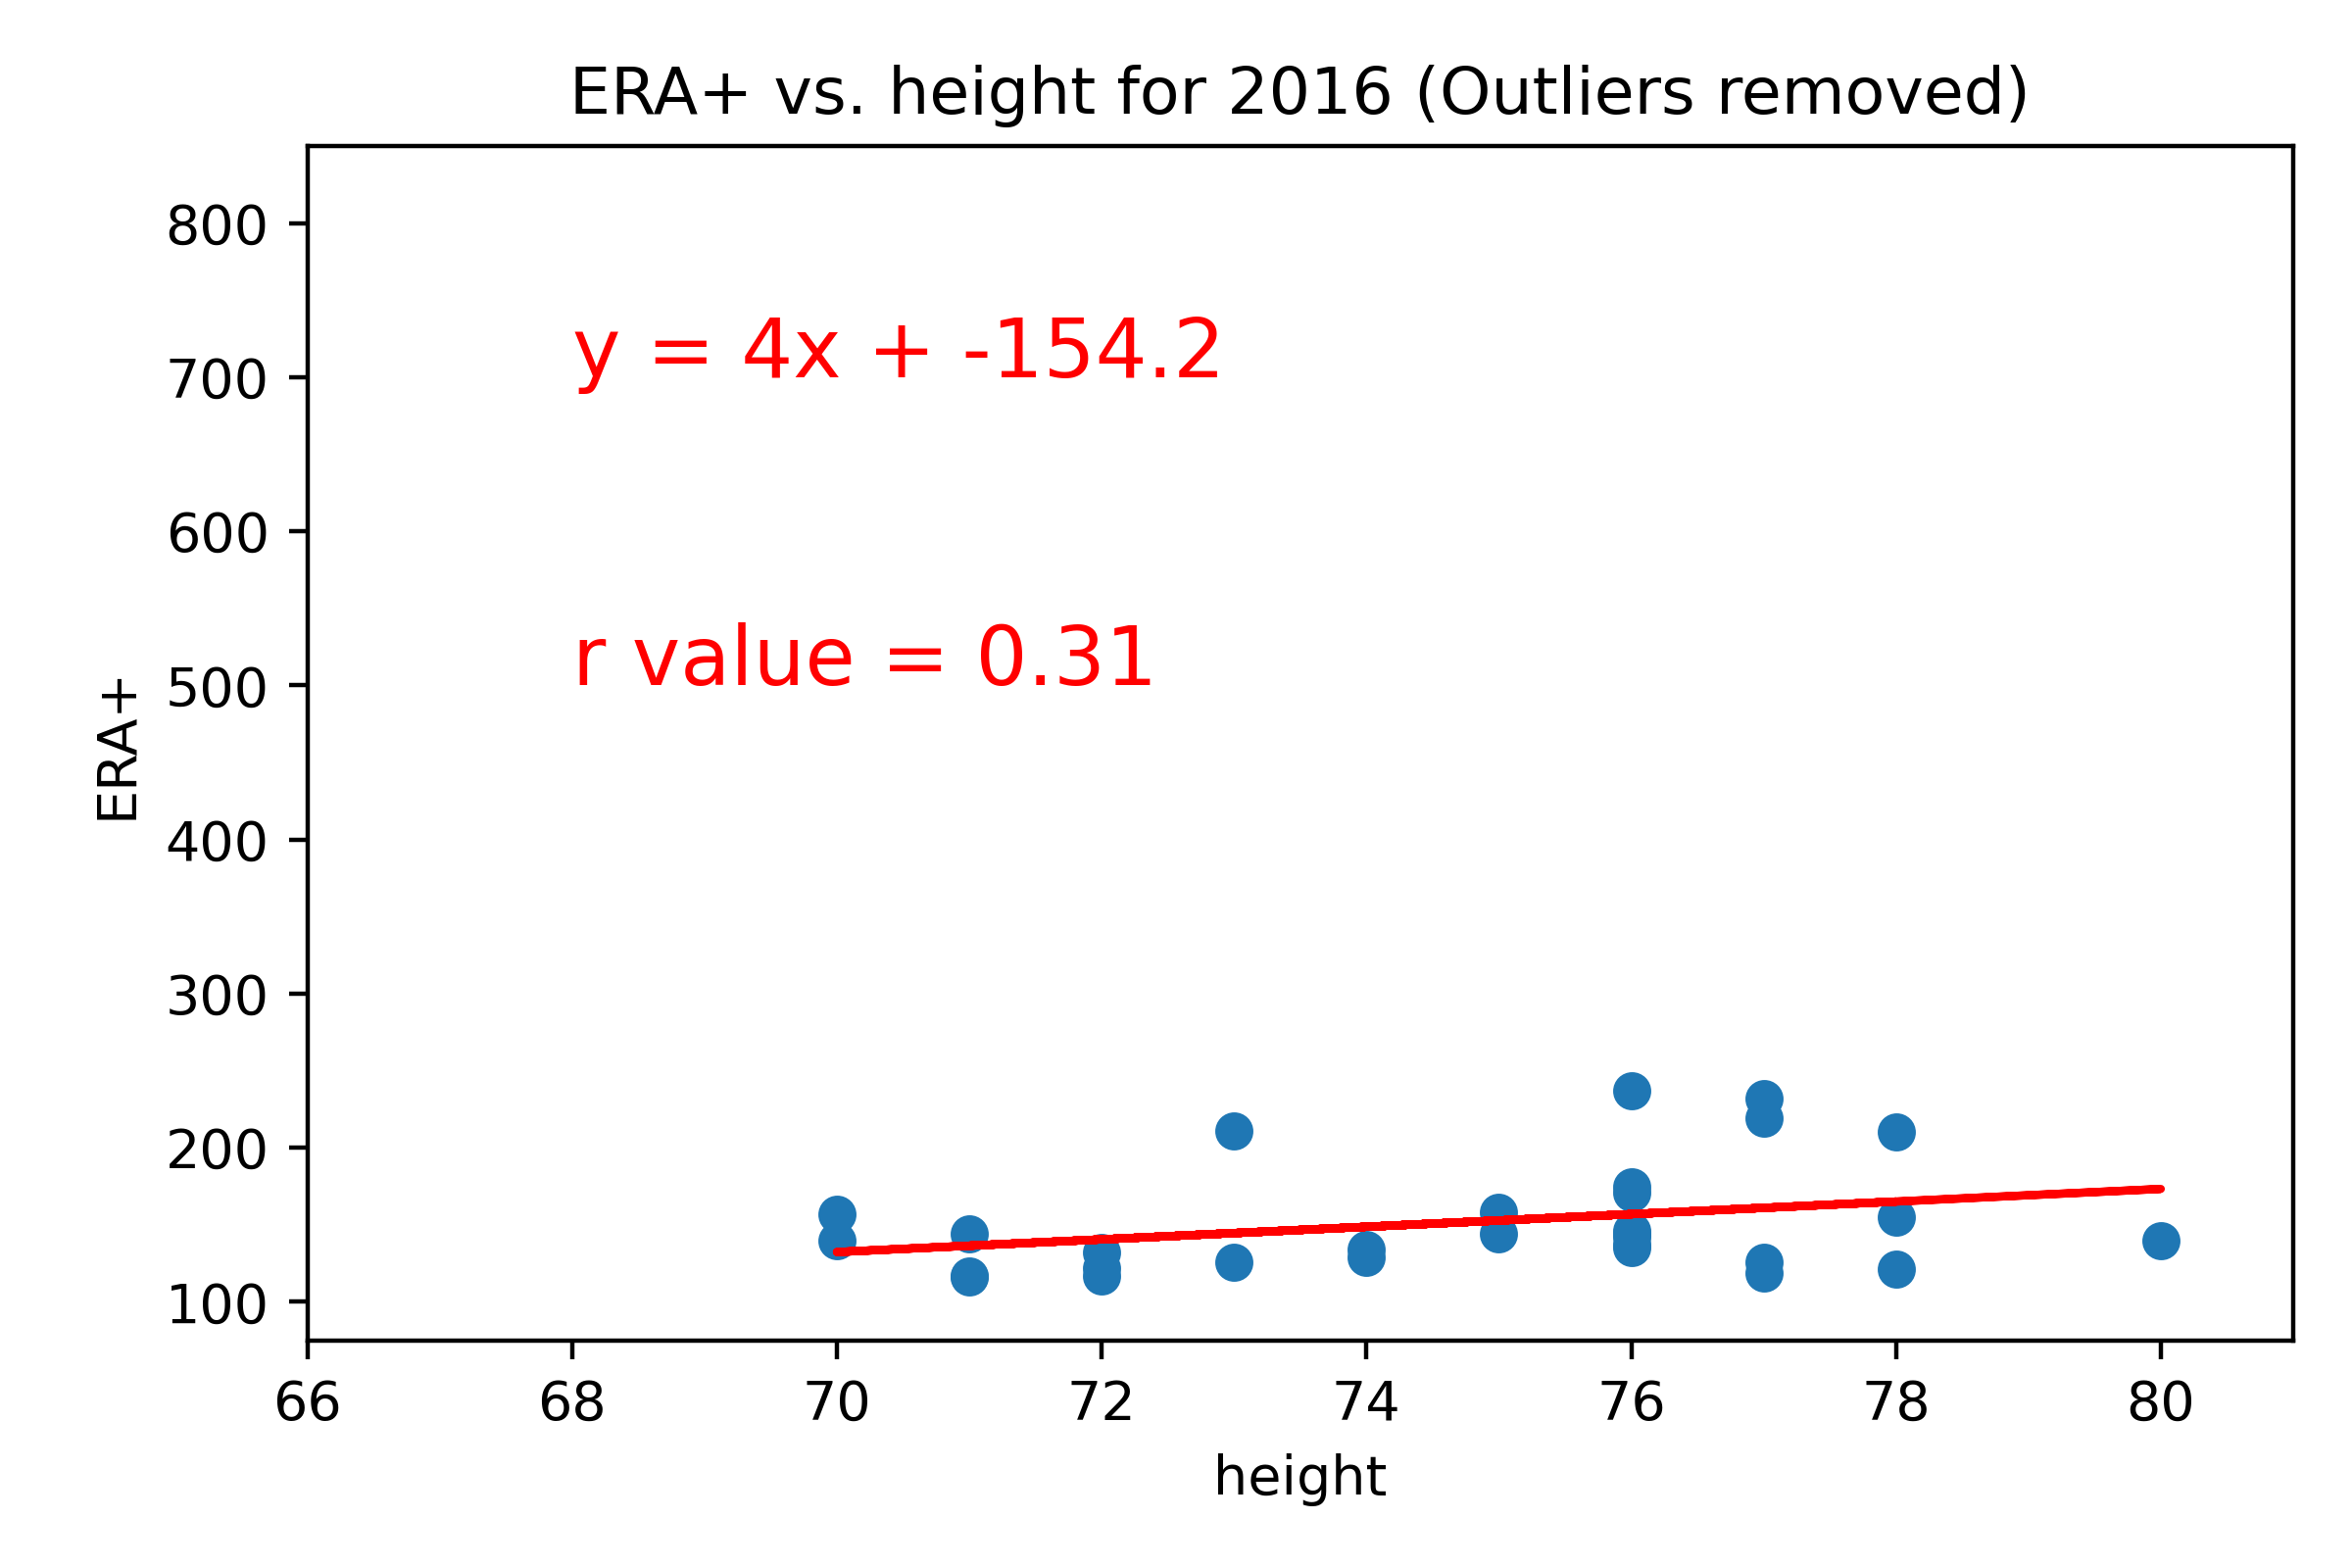 ERA+ vs. height for 2016 (Outliers removed)
800
y = 4x + -154.2
700
600
r value = 0.31
500
ERA+
400
300
200
100
66 68 70 72 74 76 78 80
height